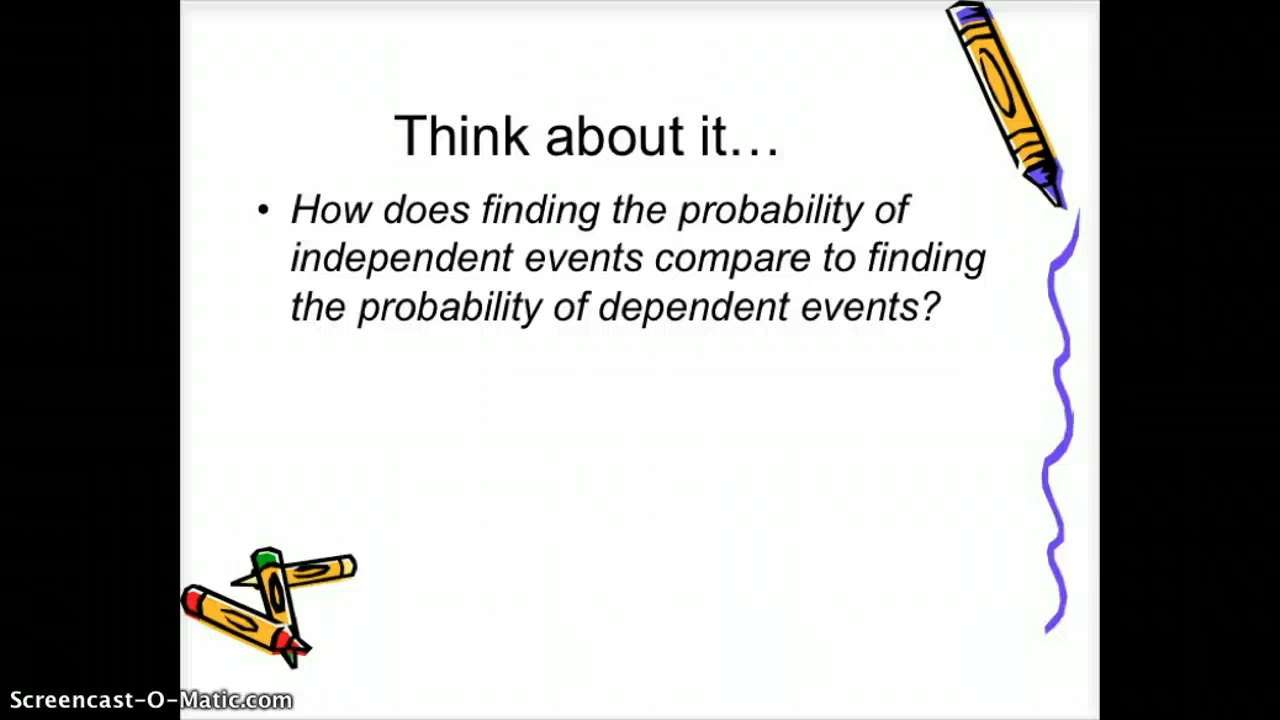 Think about it…
• How does finding the probability of
independent events compare to finding
the probability of dependent events?
Screencast-O-Matic.com